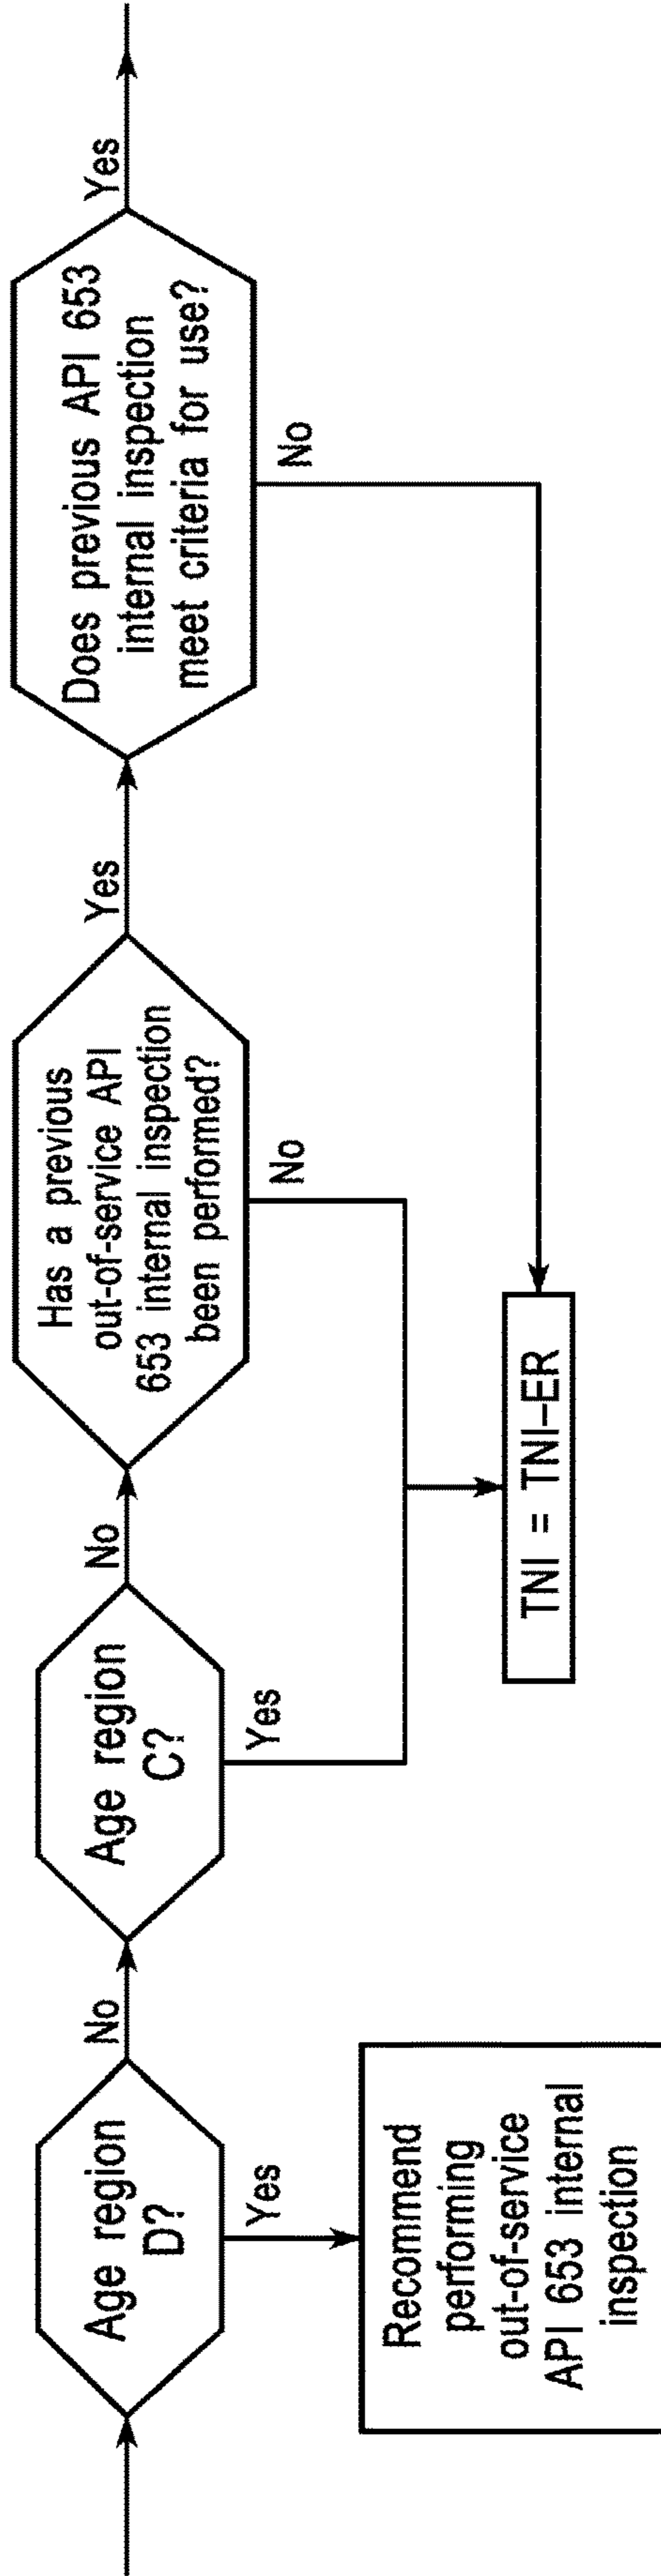 Age region
D?
No
Yes
Recommend
performing
out-of-service
API 653 internal
inspection
Age region
C?
No
Yes
Has a previous
out-of-service API
653 internal inspection
been performed?
Yes
No
TNI = TNI–ER
Does previous API 653
internal inspection
meet criteria for use?
Yes
No